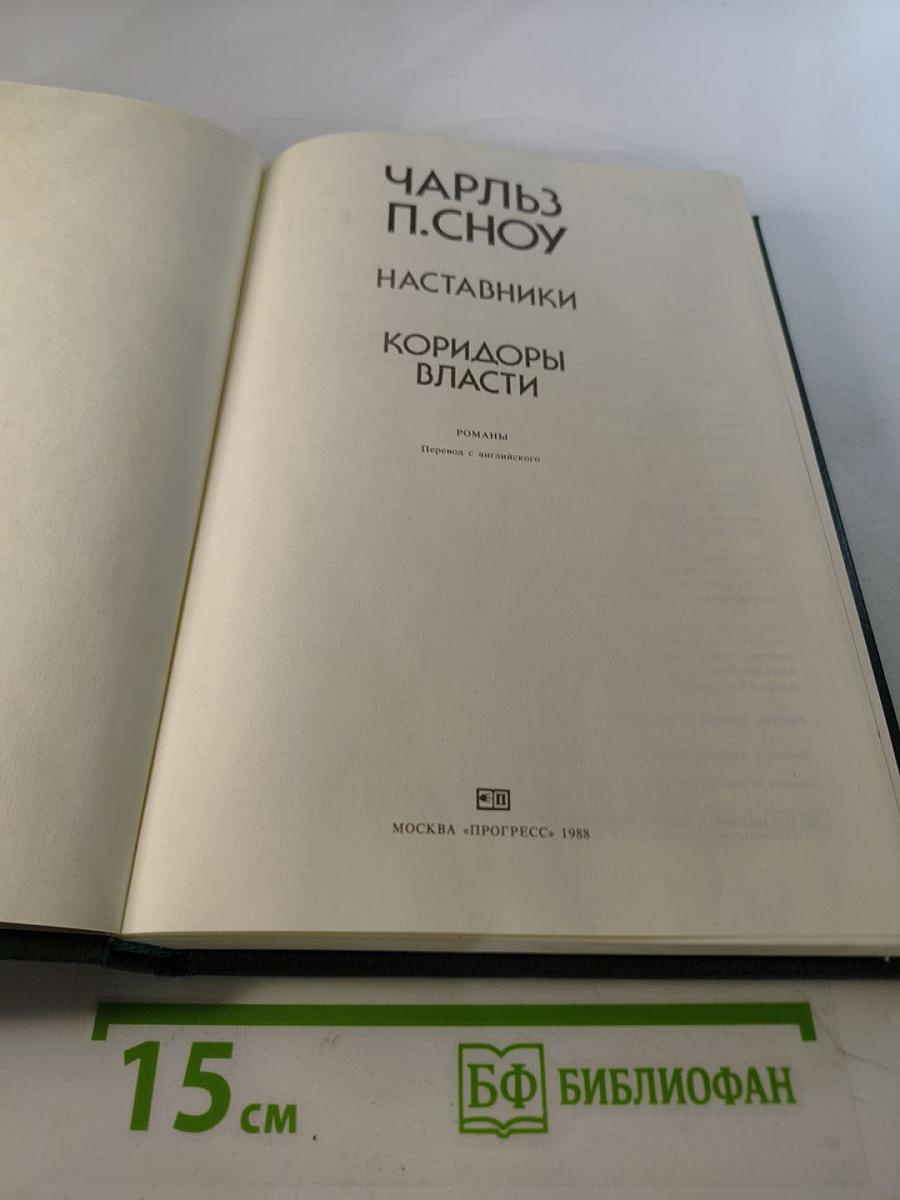 ЧАРЛЬЗ
П.СНОУ
НАСТАВНИКИ
КОРИДОРЫ
ВЛАСТИ
РОМАНЫ
Перевод с английского
П
МОСКВА «ПРОГРЕСС» 1988
15 см
БФ БИБЛИОФАН